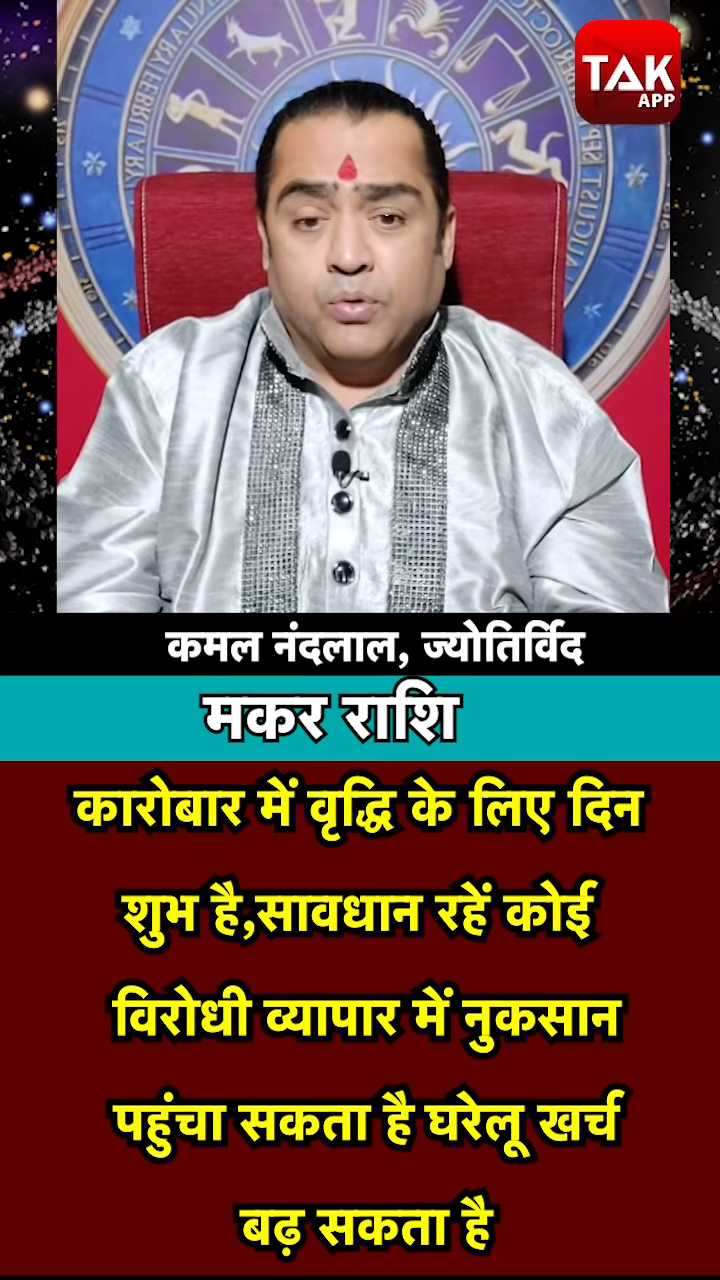 TAK
APP
कमल नंदलाल, ज्योतिर्विद
मकर राशि
कारोबार में वृद्धि के लिए दिन
शुभ है,सावधान रहें कोई
विरोधी व्यापार में नुकसान
पहुंचा सकता है घरेलू खर्च
बढ़ सकता है